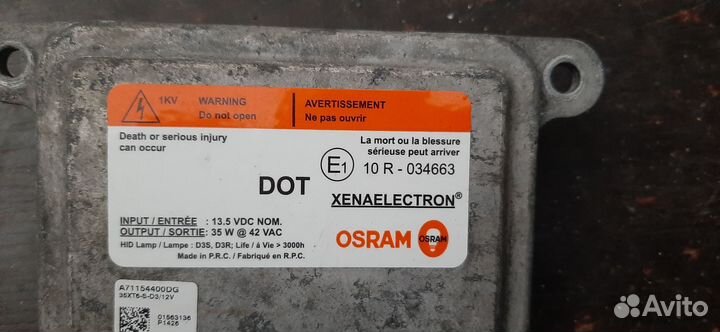 1KV
WARNING
Do not open
AVERTISSEMENT
Ne pas ouvrir
Death or serious injury
can occur
La mort ou la blessure
sérieuse peut arriver
E1 10 R - 034663
DOT
XENAELECTRON®
INPUT / ENTRÉE : 13.5 VDC NOM.
OUTPUT / SORTIE: 35 W @ 42 VAC
HID Lamp / Lampe : D3S, D3R; Life / à Vie > 3000h
Made in P.R.C. / Fabriqué en R.P.C.
OSRAM OSRAM
A71154400DG
35XT6-S-D3/12V
01563136
P1426
Avito